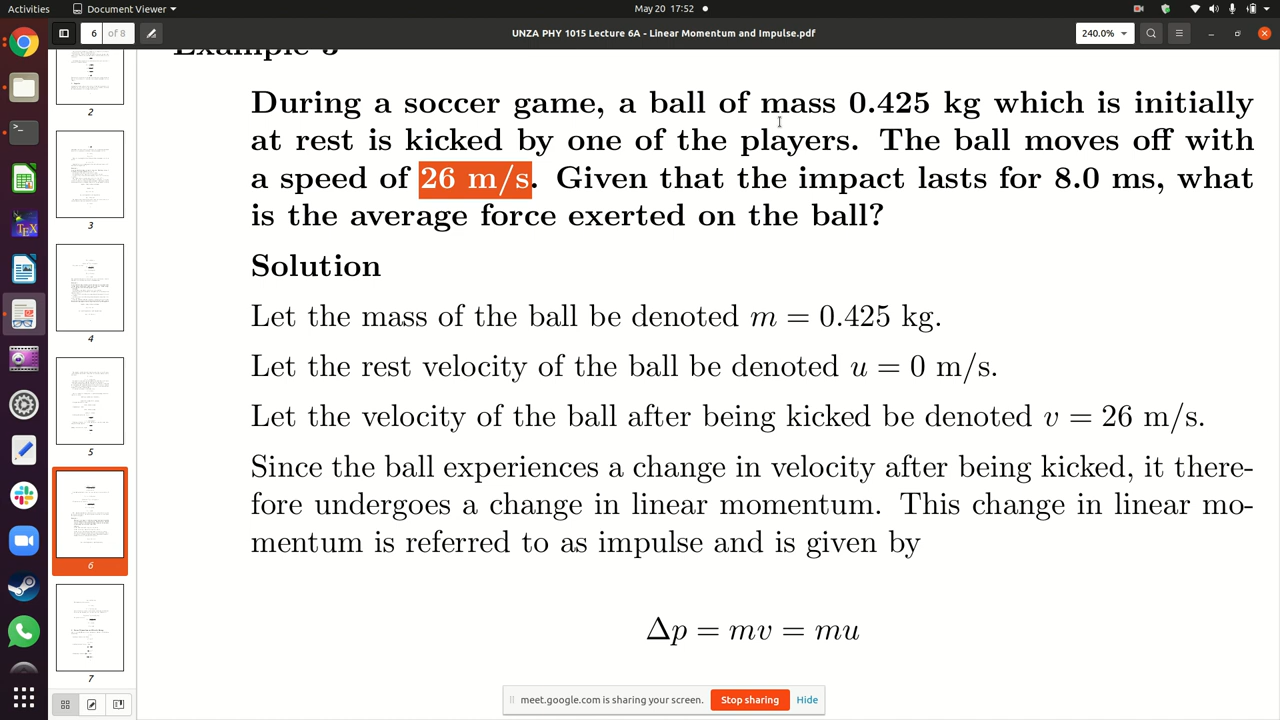 Activities
Document Viewer
May 20 17:52
6 of 8
UNZA PHY 1015 Lecture 6A - Linear Momentum and Impulse.pdf
240.0%
During a soccer game, a ball of mass 0.425 kg which is initially
at rest is kicked by one of the players. The ball moves off with
a speed of 26 m/s. Given that the impact lasts for 8.0 ms, what
is the average force exerted on the ball?
Solution
Let the mass of the ball be denoted m = 0.425 kg.
Let the rest velocity of the ball be denoted u = 0 m/s.
Let the velocity of the ball after being kicked be denoted v = 26 m/s.
Since the ball experiences a change in velocity after being kicked, it there-
fore undergoes a change in linear momentum. This change in linear mo-
mentum is referred to as impulse and is given by
Δp = mv = mu
2
3
4
5
6
7
TEX
meet.google.com is sharing your screen.
Stop sharing
Hide